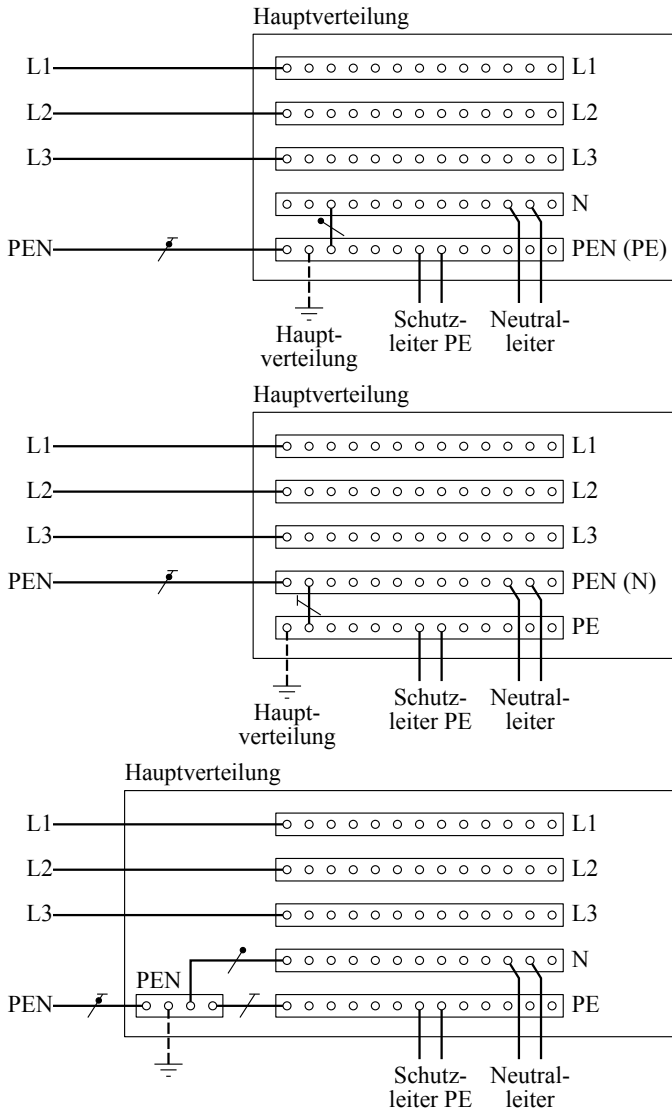 Hauptverteilung
L1 L1
L2 L2
L3 L3
N
PEN PEN (PE)
Haupt-
verteilung
Schutz-
leiter PE
Neutral-
leiter
Hauptverteilung
L1 L1
L2 L2
L3 L3
PEN PEN (N)
PE
Haupt-
verteilung
Schutz-
leiter PE
Neutral-
leiter
Hauptverteilung
L1 L1
L2 L2
L3 L3
N
PEN
PEN PE
Schutz-
leiter PE
Neutral-
leiter